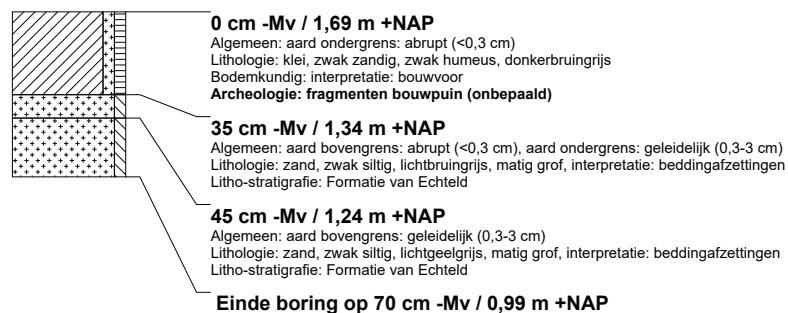 0 cm -Mv / 1,69 m +NAP
Algemeen: aard ondergrens: abrupt (<0,3 cm)
Lithologie: klei, zwak zandig, zwak humeus, donkerbruingrijs
Bodemkundig: interpretatie: bouwvoor
Archeologie: fragmenten bouwpuin (onbepaald)
35 cm -Mv / 1,34 m +NAP
Algemeen: aard bovengrens: abrupt (<0,3 cm), aard ondergrens: geleidelijk (0,3-3 cm)
Lithologie: zand, zwak siltig, lichtbruingrijs, matig grof, interpretatie: beddingafzettingen
Litho-stratigrafie: Formatie van Echteld
45 cm -Mv / 1,24 m +NAP
Algemeen: aard bovengrens: geleidelijk (0,3-3 cm)
Lithologie: zand, zwak siltig, lichtgeelgrijs, matig grof, interpretatie: beddingafzettingen
Litho-stratigrafie: Formatie van Echteld
Einde boring op 70 cm -Mv / 0,99 m +NAP